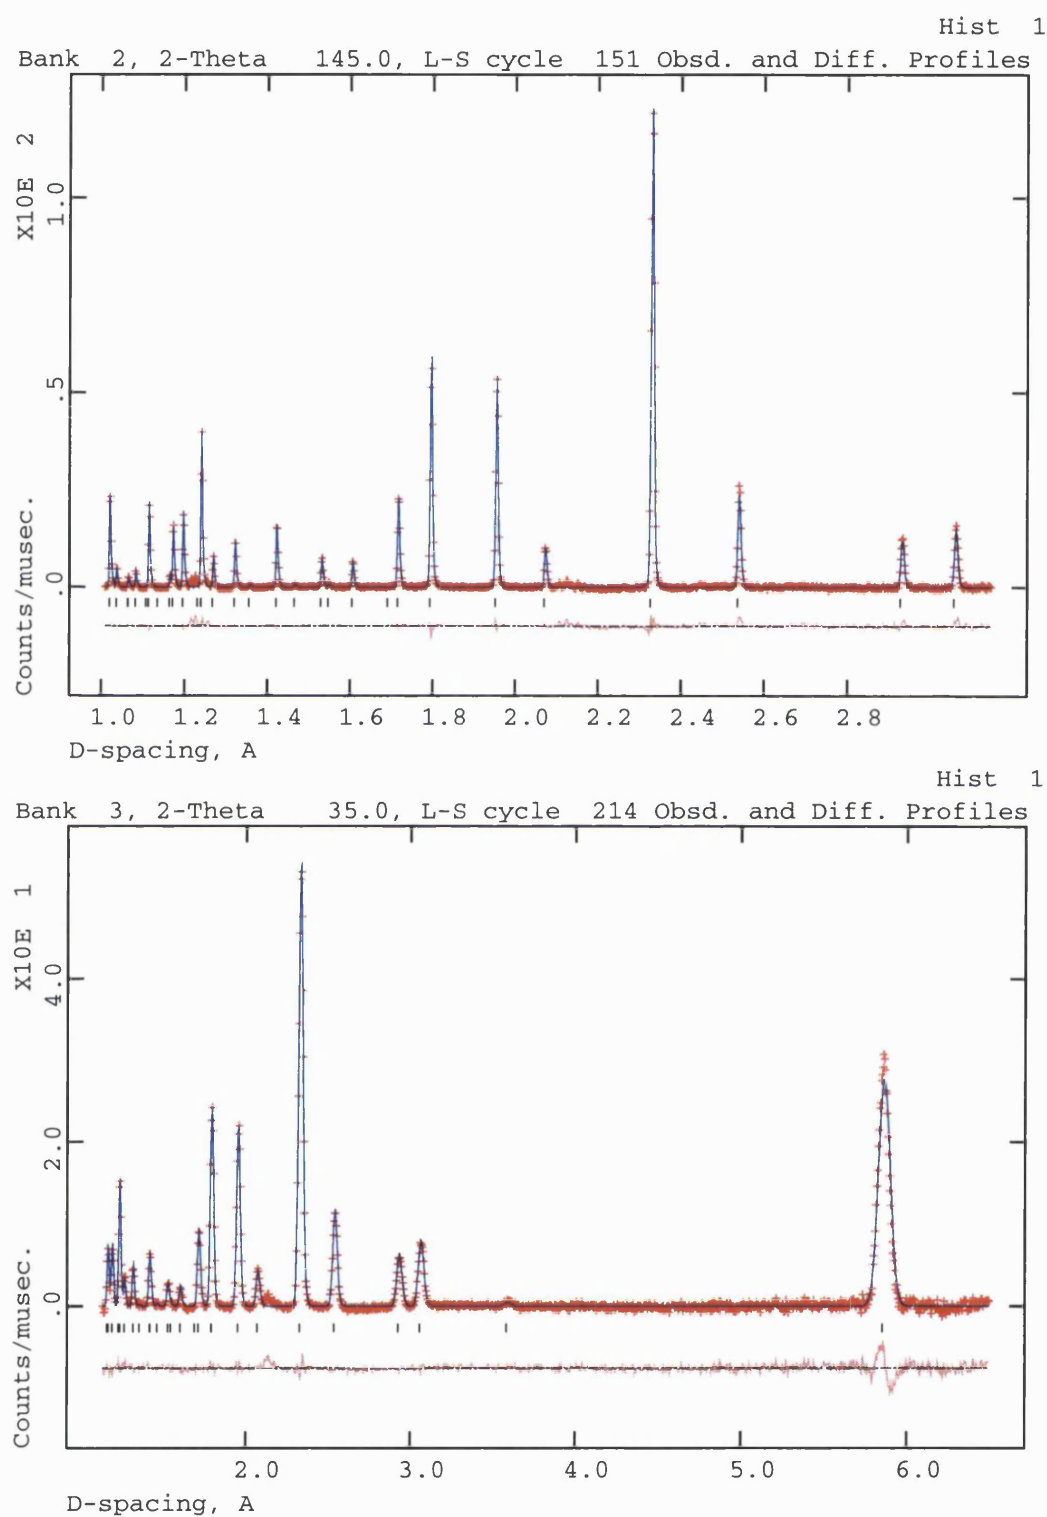 Hist 1
Bank 2, 2-Theta 145.0, L-S cycle 151 Obsd. and Diff. Profiles
X10E 2
1.0
.5
.0
Counts/musec.
1.0 1.2 1.4 1.6 1.8 2.0 2.2 2.4 2.6 2.8
D-spacing, A
Hist 1
Bank 3, 2-Theta 35.0, L-S cycle 214 Obsd. and Diff. Profiles
X10E 1
4.0
2.0
.0
Counts/musec.
2.0 3.0 4.0 5.0 6.0
D-spacing, A